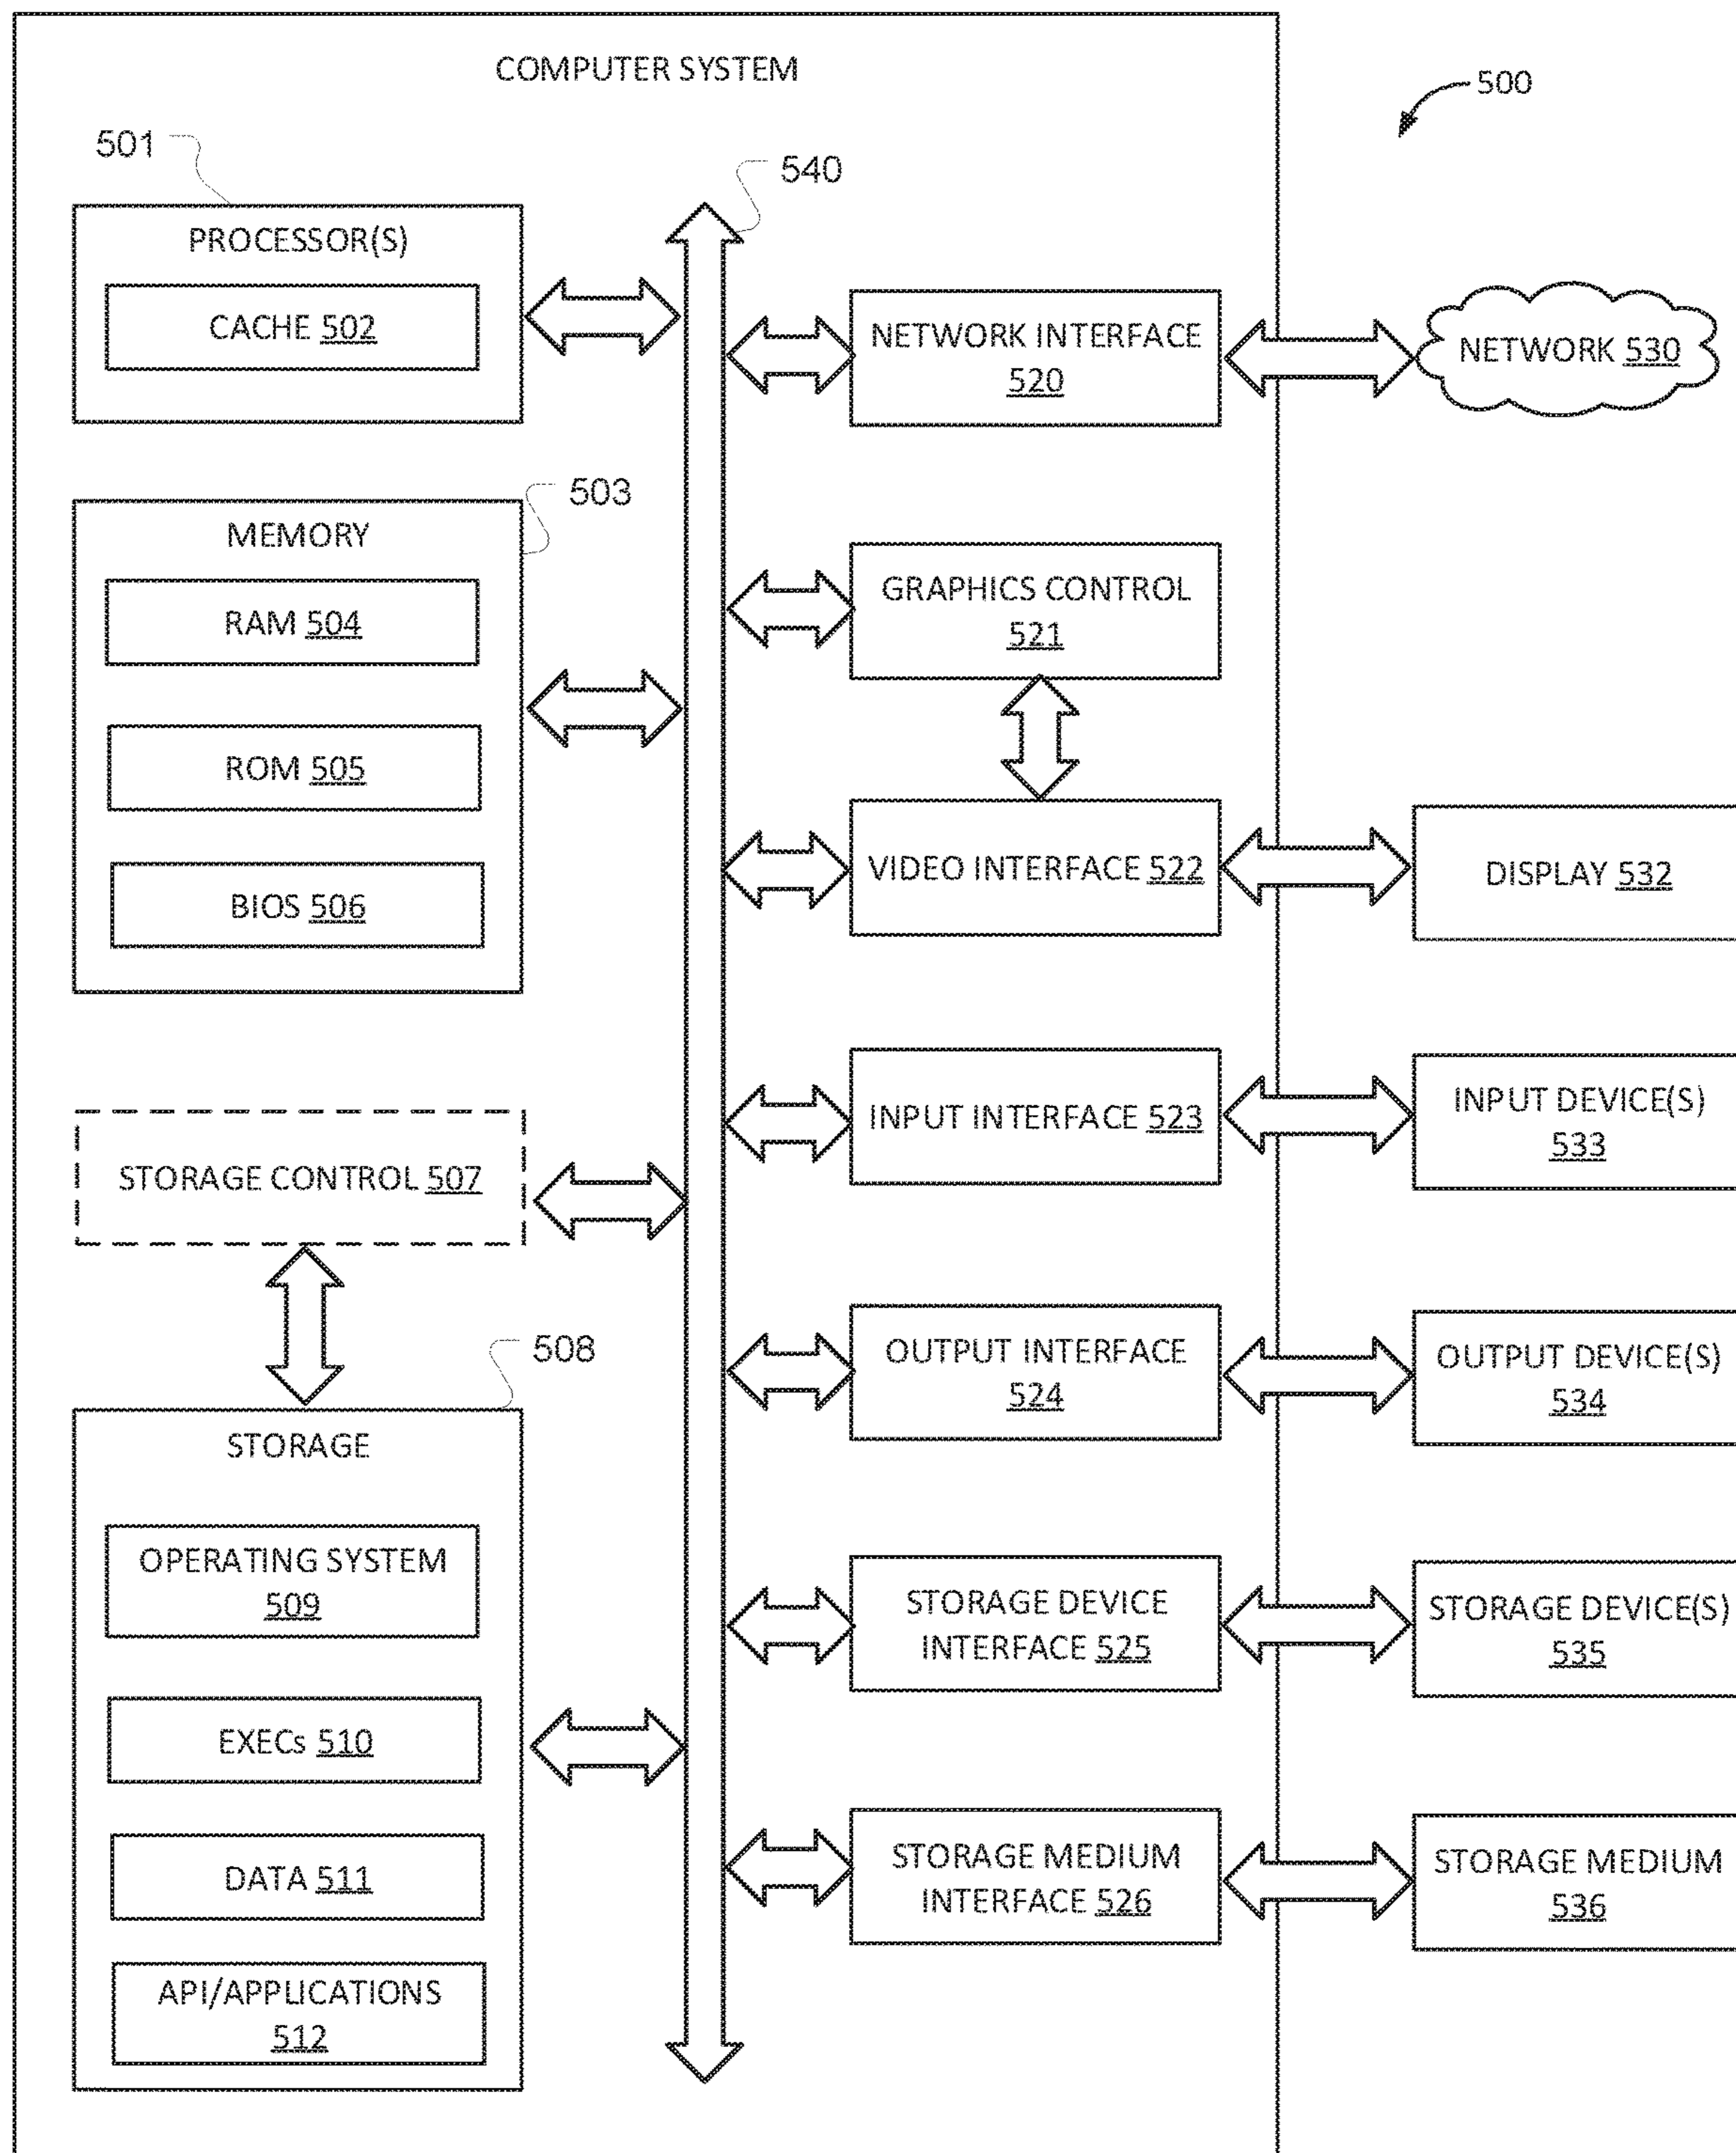 COMPUTER SYSTEM
500
501
540
PROCESSOR(S)
CACHE 502
NETWORK INTERFACE
520
NETWORK 530
503
MEMORY
RAM 504
ROM 505
BIOS 506
GRAPHICS CONTROL
521
VIDEO INTERFACE 522
DISPLAY 532
STORAGE CONTROL 507
INPUT INTERFACE 523
INPUT DEVICE(S)
533
508
STORAGE
OPERATING SYSTEM
509
EXECs 510
DATA 511
API/APPLICATIONS
512
OUTPUT INTERFACE
524
OUTPUT DEVICE(S)
534
STORAGE DEVICE
INTERFACE 525
STORAGE DEVICE(S)
535
STORAGE MEDIUM
INTERFACE 526
STORAGE MEDIUM
536